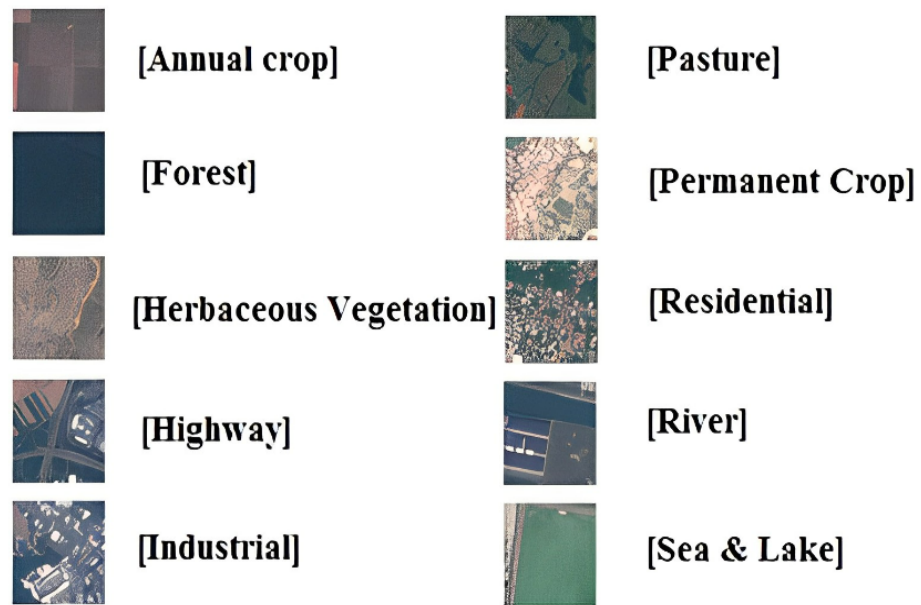 [Annual crop]
[Forest]
[Herbaceous Vegetation]
[Highway]
[Industrial]
[Pasture]
[Permanent Crop]
[Residential]
[River]
[Sea & Lake]